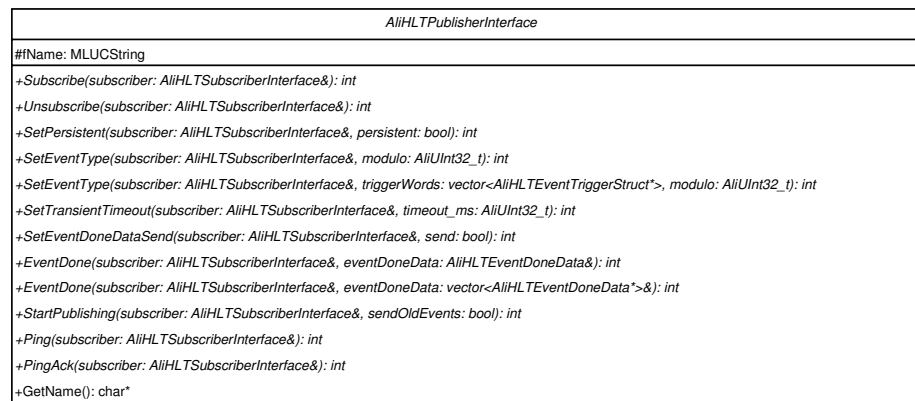 AliHLTPublisherInterface
#fName: MLUCString
+Subscribe(subscriber: AliHLTSubscriberInterface&): int
+Unsubscribe(subscriber: AliHLTSubscriberInterface&): int
+SetPersistent(subscriber: AliHLTSubscriberInterface&, persistent: bool): int
+SetEventType(subscriber: AliHLTSubscriberInterface&, modulo: AliUInt32_t): int
+SetEventType(subscriber: AliHLTSubscriberInterface&, triggerWords: vector<AliHLTEventTriggerStruct*>, modulo: AliUInt32_t): int
+SetTransientTimeout(subscriber: AliHLTSubscriberInterface&, timeout_ms: AliUInt32_t): int
+SetEventDoneDataSend(subscriber: AliHLTSubscriberInterface&, send: bool): int
+EventDone(subscriber: AliHLTSubscriberInterface&, eventDoneData: AliHLTEventDoneData&): int
+EventDone(subscriber: AliHLTSubscriberInterface&, eventDoneData: vector<AliHLTEventDoneData*>&): int
+StartPublishing(subscriber: AliHLTSubscriberInterface&, sendOldEvents: bool): int
+Ping(subscriber: AliHLTSubscriberInterface&): int
+PingAck(subscriber: AliHLTSubscriberInterface&): int
+GetName(): char*